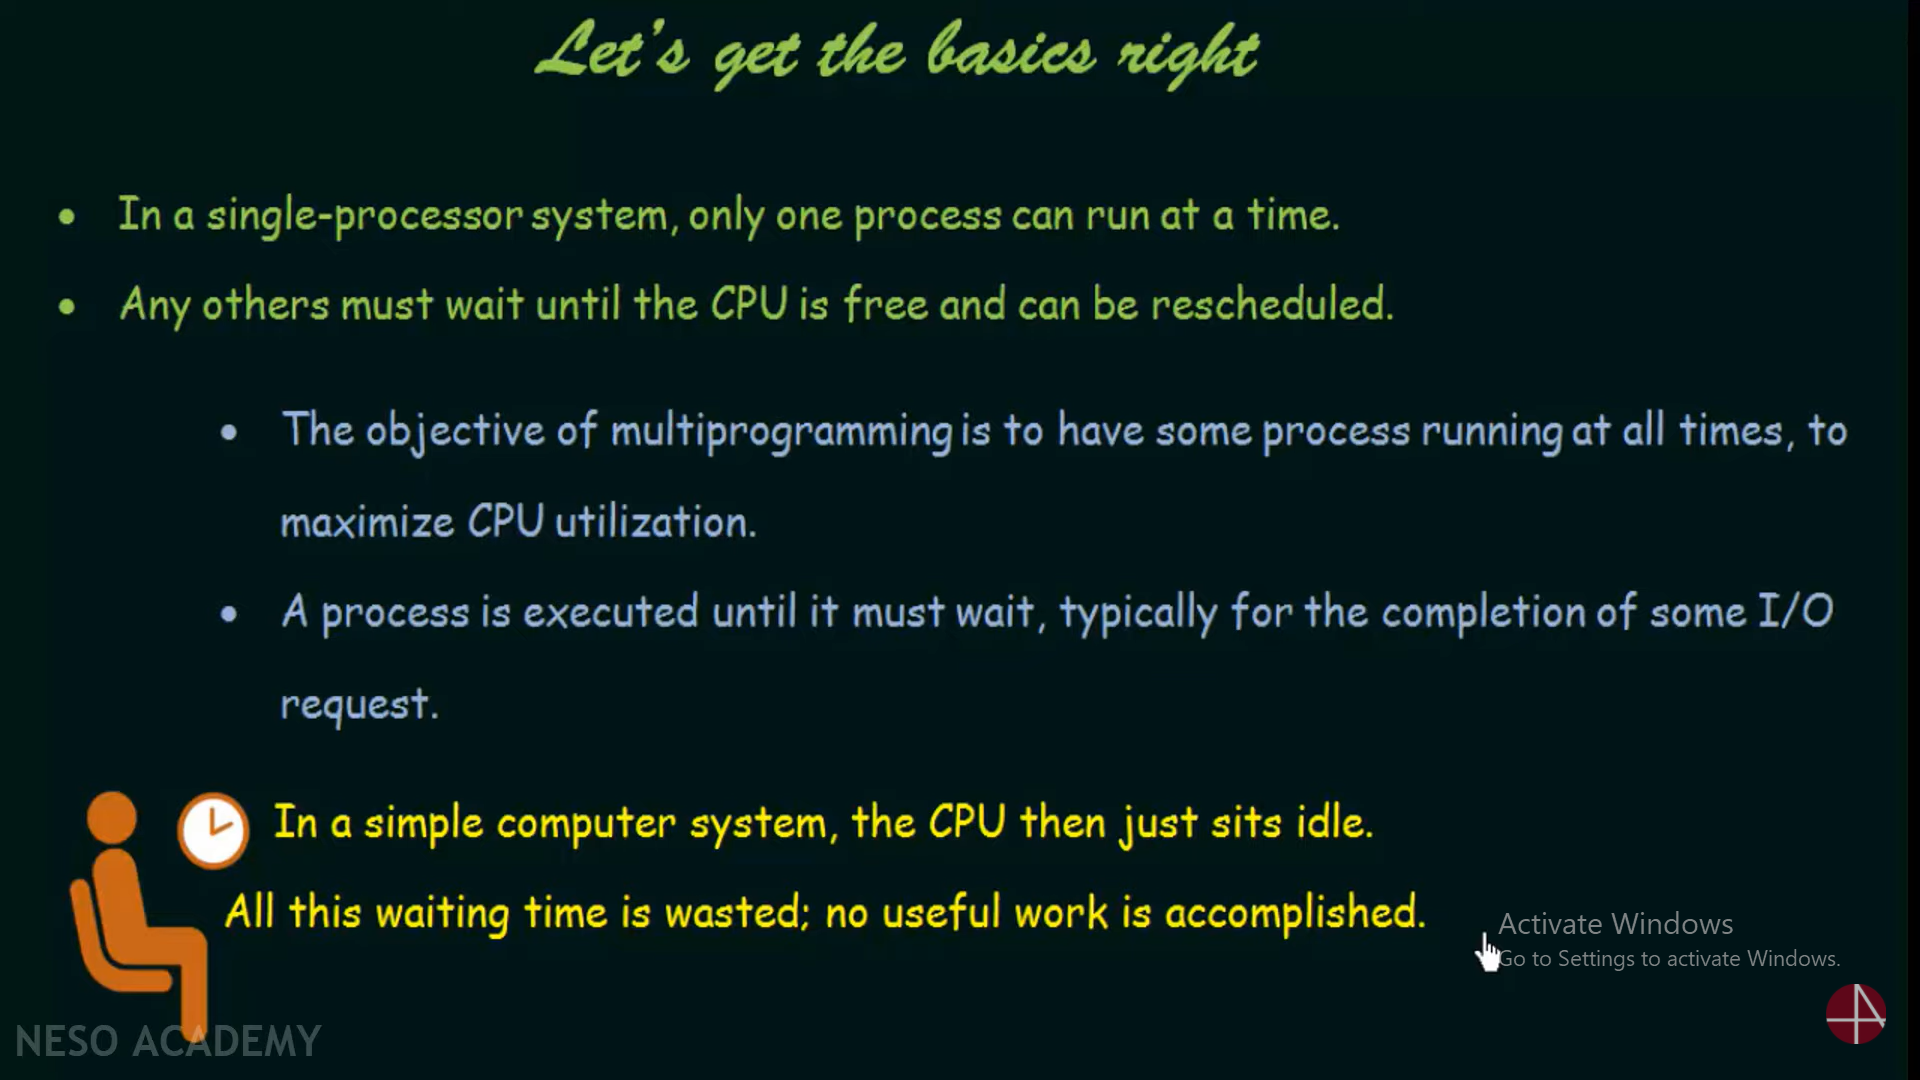 Let's get the basics right
• In a single-processor system, only one process can run at a time.
• Any others must wait until the CPU is free and can be rescheduled.
• The objective of multiprogramming is to have some process running at all times, to
maximize CPU utilization.
• A process is executed until it must wait, typically for the completion of some I/O
request.
In a simple computer system, the CPU then just sits idle.
All this waiting time is wasted; no useful work is accomplished.
Activate Windows
Go to Settings to activate Windows.
NESO ACADEMY